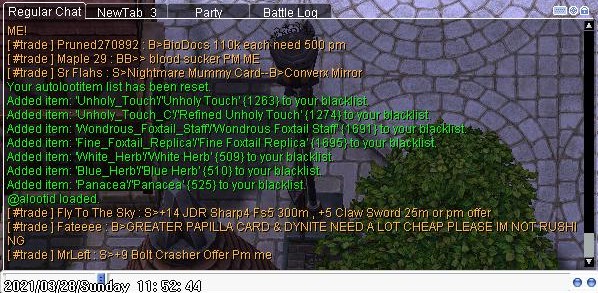 Regular Chat NewTab_3 Party Battle Log
ME!
[ #trade ] Pruned270892 : B>BioDocs 110k each need 500 pm
[ #trade ] Maple 29 : BB>> blood sucker PM ME
[ #trade ] Sr Flahs : S>Nightmare Mummy Card--B>Converx Mirror
Your autolootitem list has been reset.
Added item: 'Unholy_Touch'/'Unholy Touch' {1263} to your blacklist.
Added item: 'Unholy_Touch_C'/'Refined Unholy Touch' {1274} to your blacklist.
Added item: 'Wondrous_Foxtail_Staff'/'Wondrous Foxtail Staff' {1691} to your blacklist.
Added item: 'Fine_Foxtail_Replica'/'Fine Foxtail Replica' {1695} to your blacklist.
Added item: 'White_Herb'/'White Herb' {509} to your blacklist.
Added item: 'Blue_Herb'/'Blue Herb' {510} to your blacklist.
Added item: 'Panacea'/'Panacea' {525} to your blacklist.
@alootid loaded.
[ #trade ] Fly To The Sky : S>+14 JDR Sharp4 Fs5 300m , +5 Claw Sword 25m or pm offer
[ #trade ] Fateeee : B>GREATER PAPILLA CARD & DYNITE NEED A LOT CHEAP PLEASE IM NOT RUSHI
NG
[ #trade ] MrLeft : S>+9 Bolt Crasher Offer Pm me
2021/03/28/Sunday 11: 52: 44